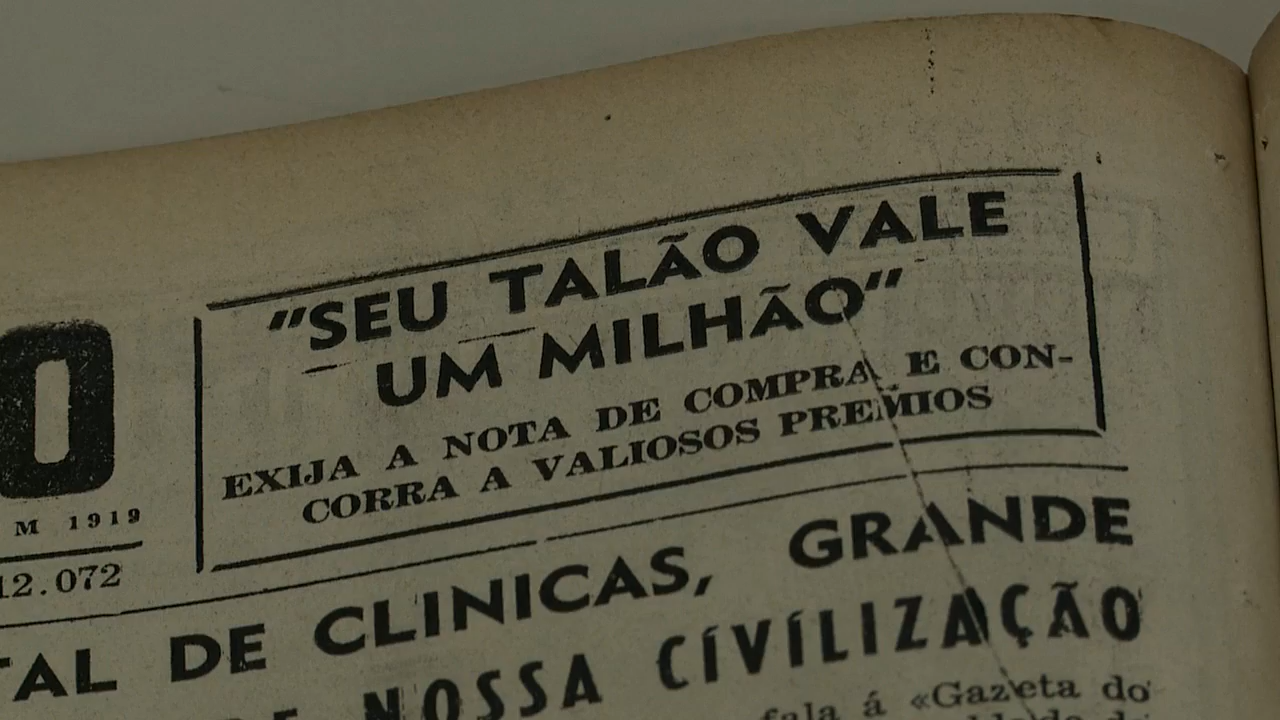 "SEU TALÃO VALE
UM MILHÃO"
EXIJA A NOTA DE COMPRA E CON-
CORRA A VALIOSOS PREMIOS
O
M 1919
12.072
TAL DE CLINICAS, GRANDE
DE NOSSA CIVILIZAÇÃO
fala á «Gazeta do